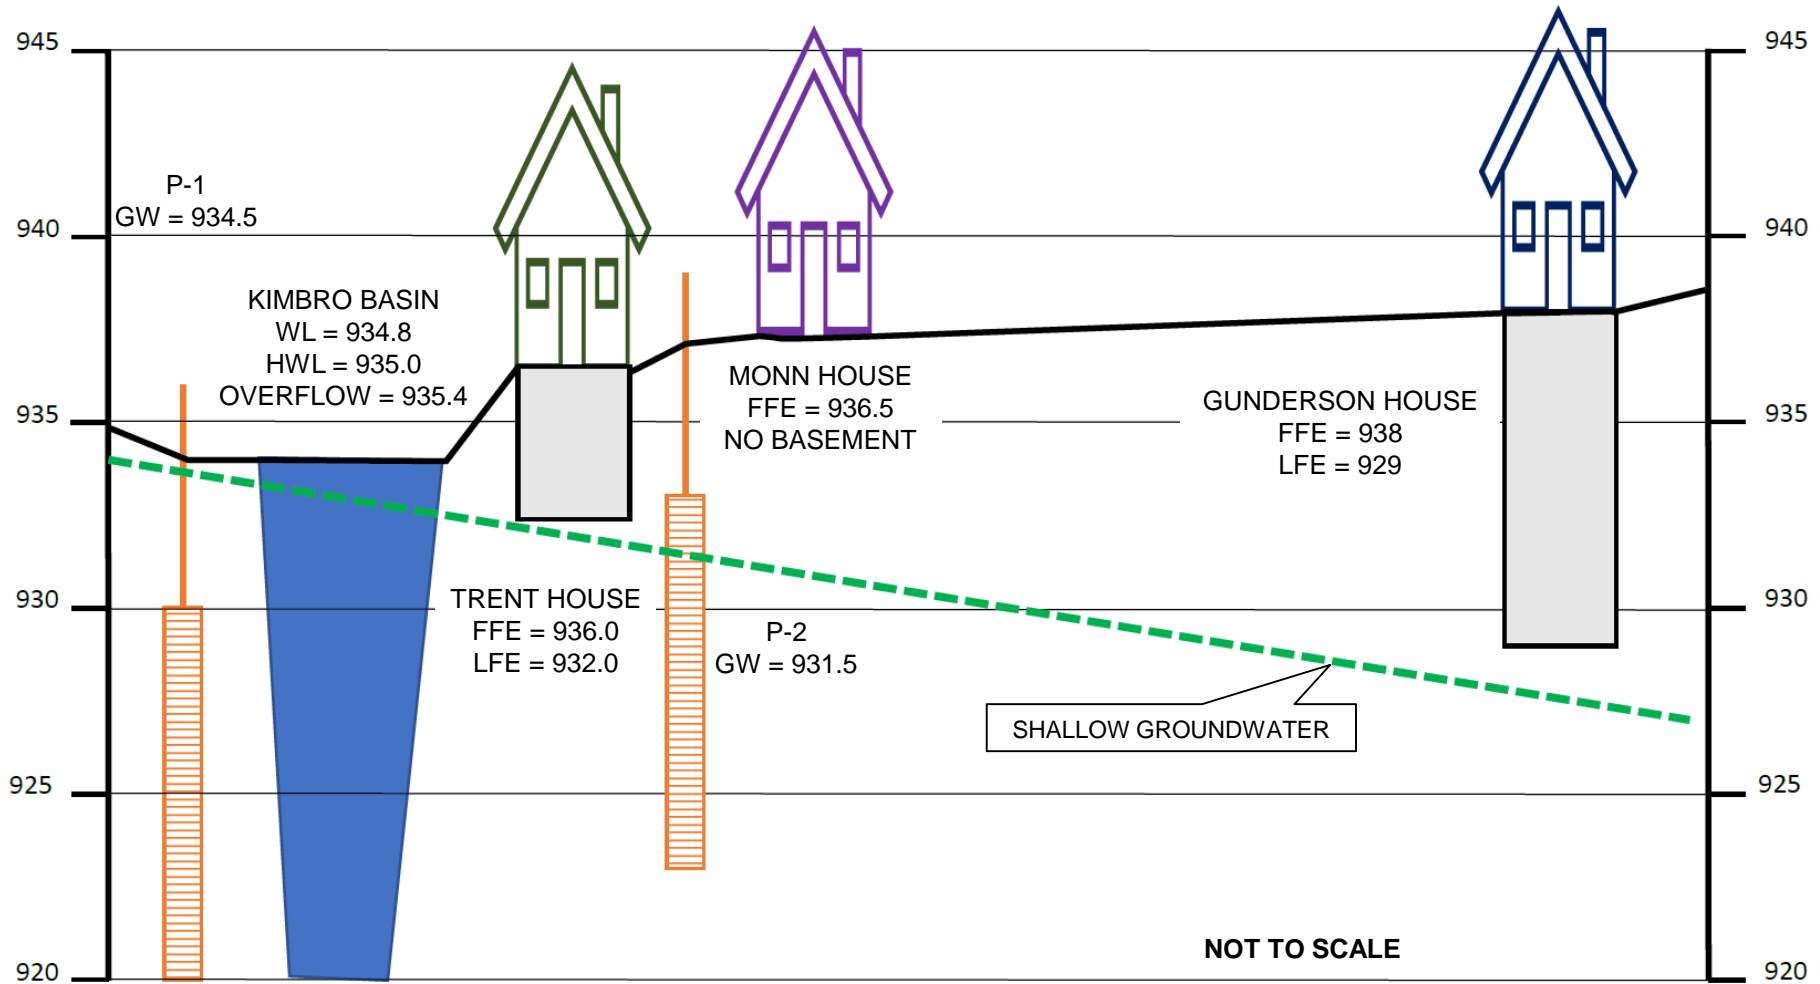 945
945
P-1
GW = 934.5
940
940
KIMBRO BASIN
WL = 934.8
HWL = 935.0
OVERFLOW = 935.4
MONN HOUSE
FFE = 936.5
NO BASEMENT
GUNDERSON HOUSE
FFE = 938
LFE = 929
935
935
930
930
TRENT HOUSE
FFE = 936.0
LFE = 932.0
P-2
GW = 931.5
SHALLOW GROUNDWATER
925
925
NOT TO SCALE
920
920